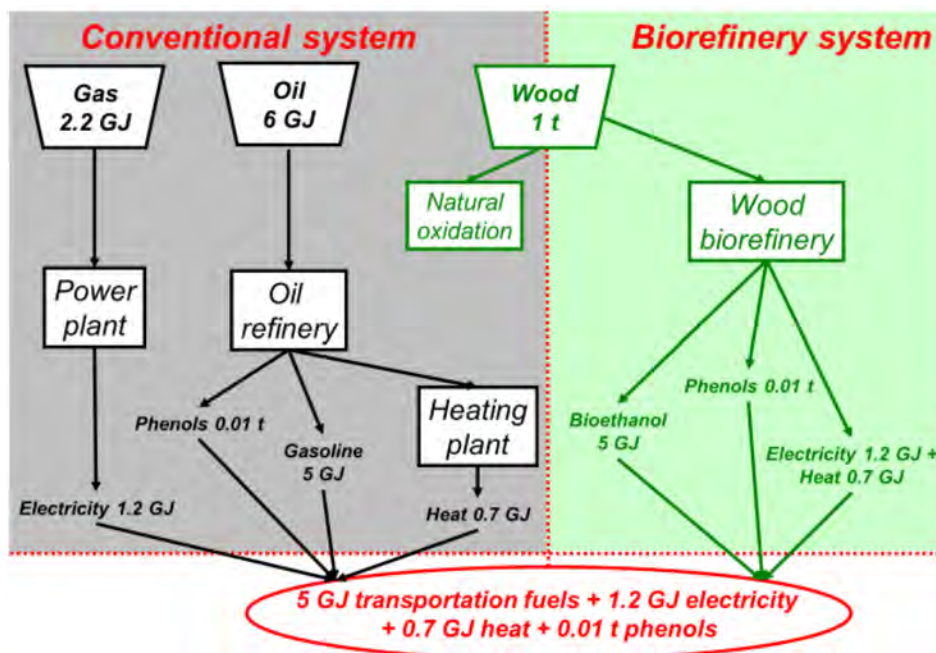 Conventional system
Biorefinery system
Gas
2.2 GJ
Oil
6 GJ
Wood
1 t
Natural
oxidation
Wood
biorefinery
Power
plant
Oil
refinery
Phenols 0.01 t
Gasoline
5 GJ
Heating
plant
Bioethanol
5 GJ
Phenols 0.01 t
Electricity 1.2 GJ +
Heat 0.7 GJ
Electricity 1.2 GJ
Heat 0.7 GJ
5 GJ transportation fuels + 1.2 GJ electricity
+ 0.7 GJ heat + 0.01 t phenols